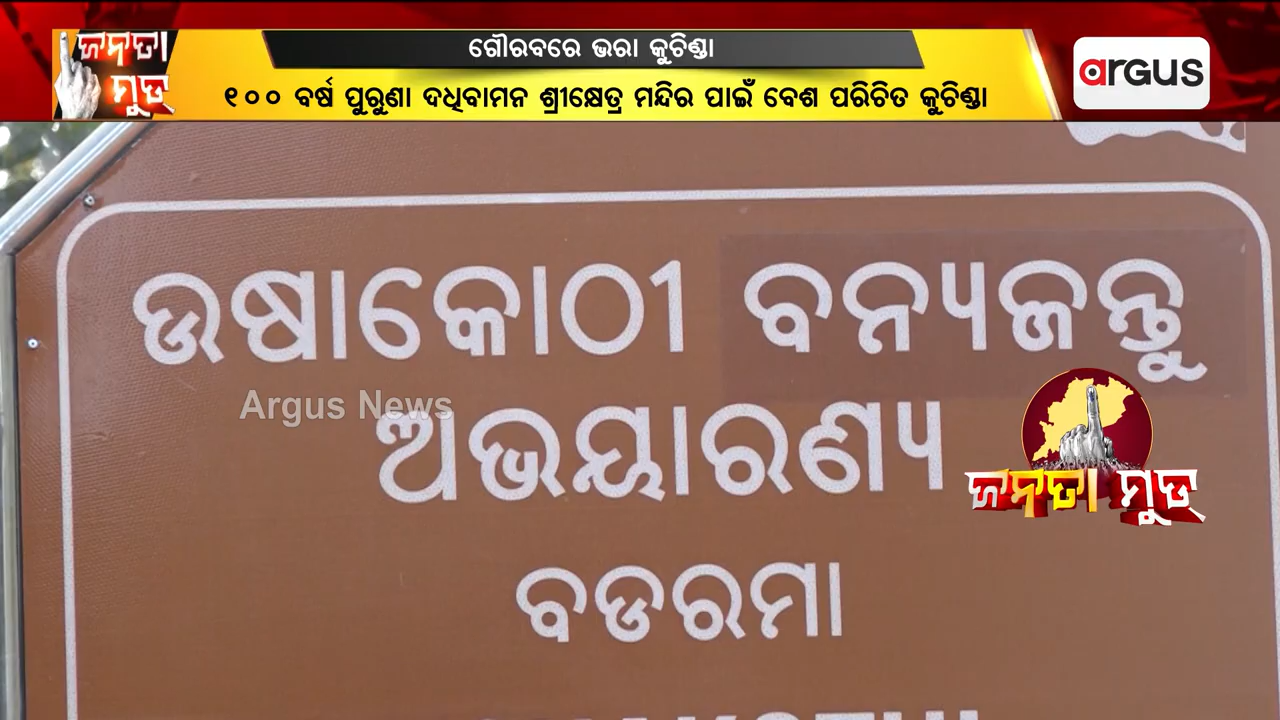 ଜନତା ମୁଡ୍
ଗୌରବରେ ଭରା କୁଚିଣ୍ଡା
୧୦୦ ବର୍ଷ ପୁରୁଣା ଦଧିବାମନ ଶ୍ରୀକ୍ଷେତ୍ର ମନ୍ଦିର ପାଇଁ ବେଶ ପରିଚିତ କୁଚିଣ୍ଡା
argus
ଉଷାକୋଠୀ ବନ୍ୟଜନ୍ତୁ
Argus News
ଅଭୟାରଣ୍ୟ
ଜନତା ମୁଡ୍
ବଡରମା